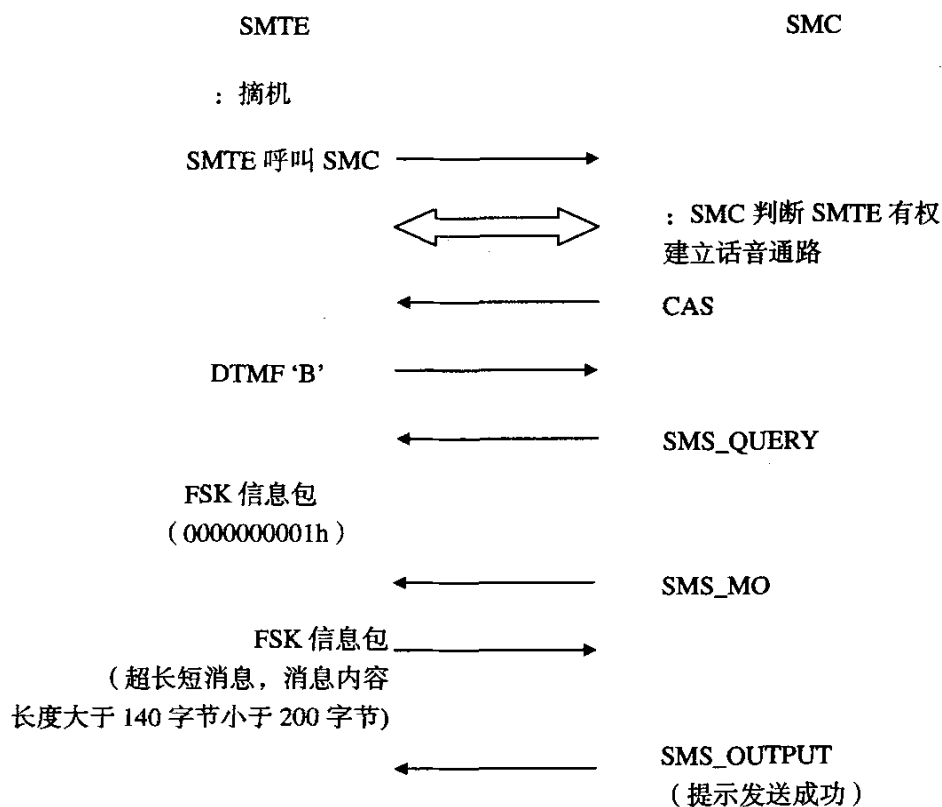 SMTE
SMC
：摘机
SMTE 呼叫 SMC
：SMC 判断 SMTE 有权
建立话音通路
CAS
DTMF ‘B’
SMS_QUERY
FSK 信息包
（0000000001h）
SMS_MO
FSK 信息包
（超长短消息，消息内容
长度大于 140 字节小于 200 字节)
SMS_OUTPUT
（提示发送成功）